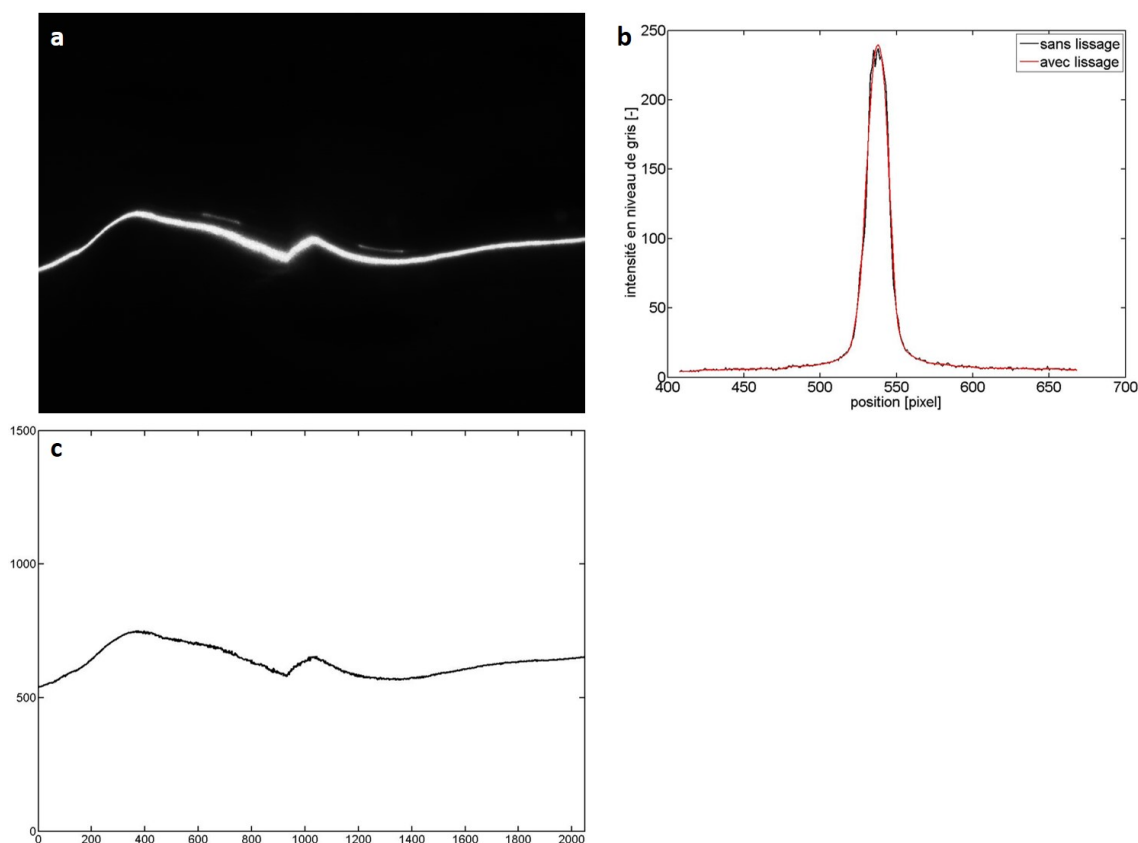 a
b
250
200
150
100
50
0
intensité en niveau de gris [-]
sans lissage
avec lissage
400 450 500 550 600 650 700
position [pixel]
c
1500
1000
500
0
0 200 400 600 800 1000 1200 1400 1600 1800 2000